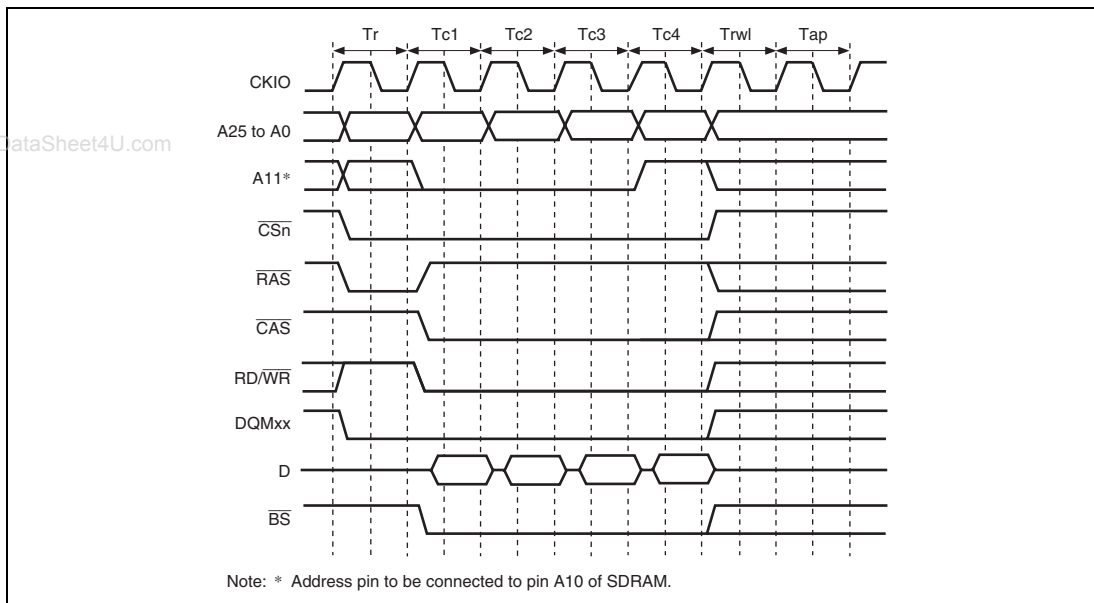 Tr Tc1 Tc2 Tc3 Tc4 Trwl Tap
CKIO
A25 to A0
DataSheet4U.com
A11*
CSn
RAS
CAS
RD/WR
DQMxx
D
BS
Note: * Address pin to be connected to pin A10 of SDRAM.